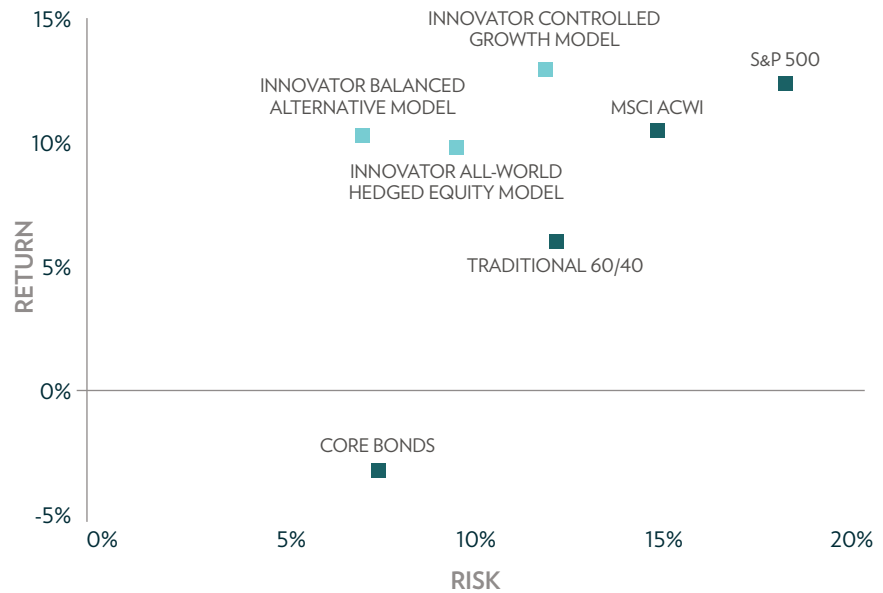 15%
INNOVATOR CONTROLLED
GROWTH MODEL
S&P 500
INNOVATOR BALANCED
ALTERNATIVE MODEL
MSCI ACWI
10%
INNOVATOR ALL-WORLD
HEDGED EQUITY MODEL
RETURN
5%
TRADITIONAL 60/40
0%
CORE BONDS
-5%
0%
5%
10%
15%
20%
RISK